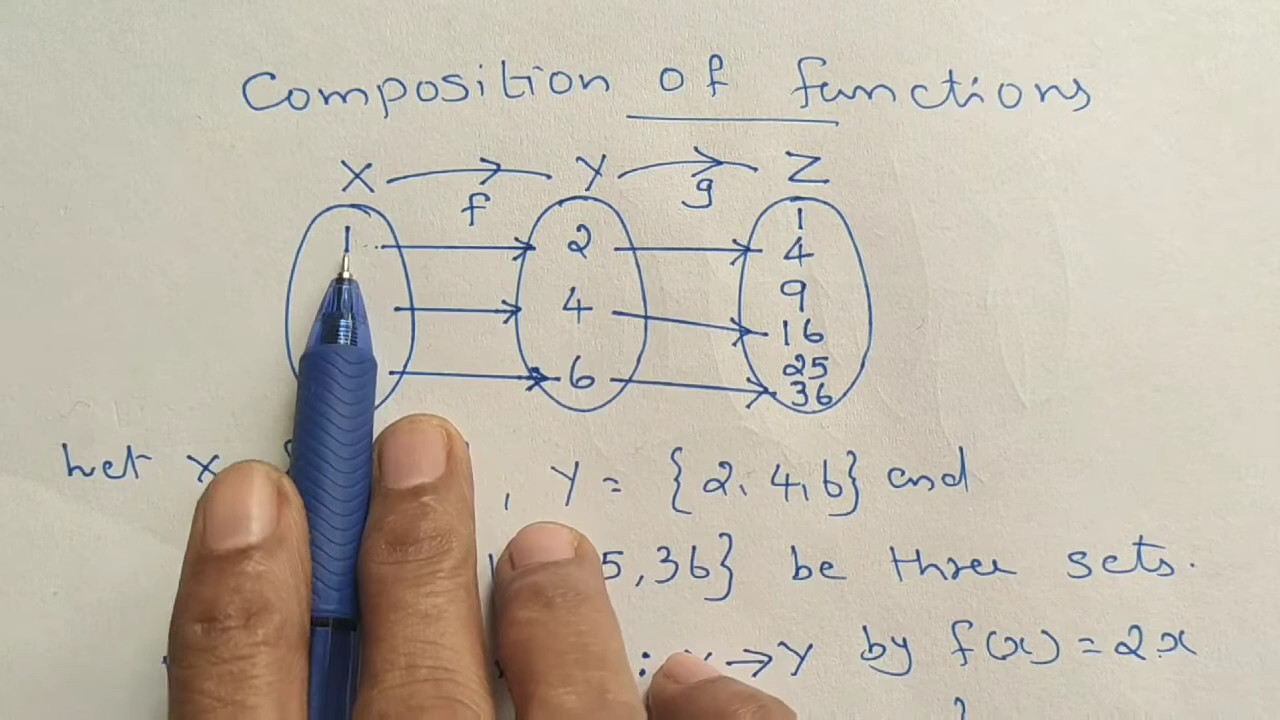 Composition of functions
X Y Z
f g
1 2 1
4
4 9
16
6 25
36
Let X , Y = {2, 4, 6} and
5, 36} be three sets.
: X → Y by f(x) = 2x